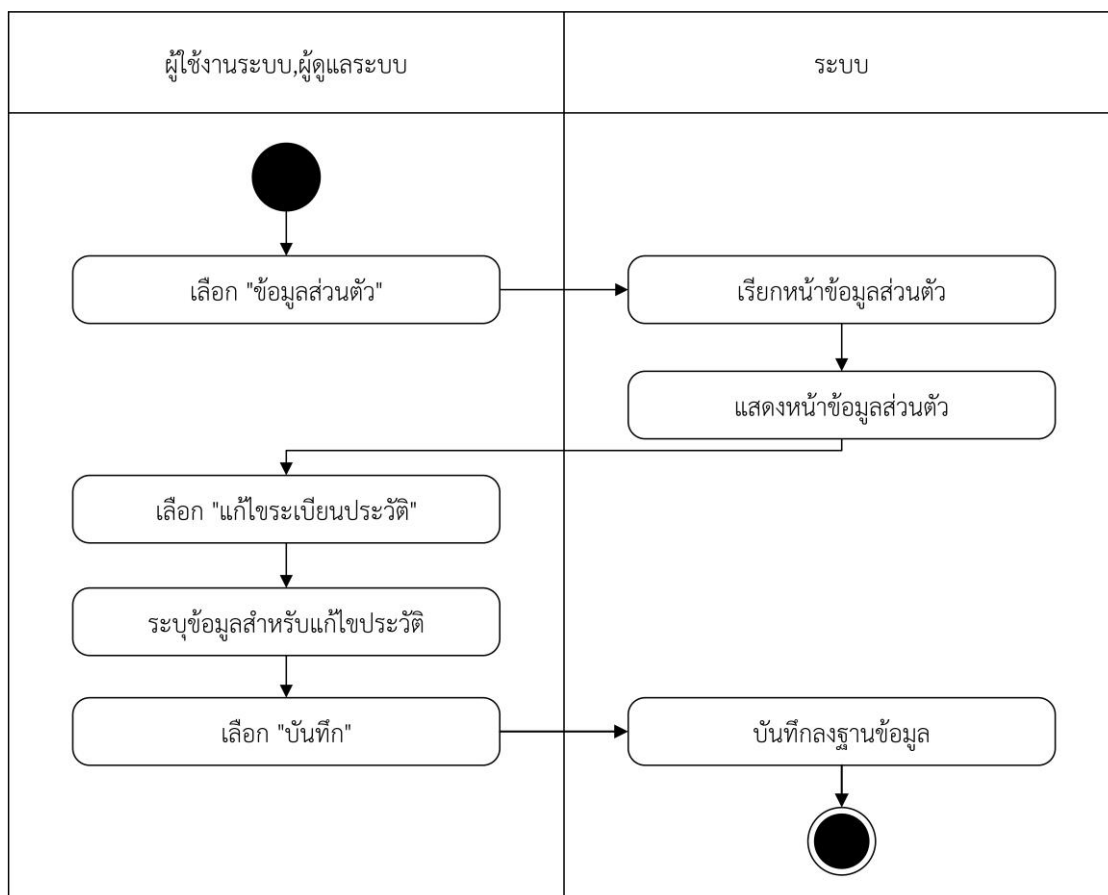 ผู้ใช้งานระบบ,ผู้ดูแลระบบ
ระบบ
เลือก "ข้อมูลส่วนตัว"
เรียกหน้าข้อมูลส่วนตัว
แสดงหน้าข้อมูลส่วนตัว
เลือก "แก้ไขระเบียนประวัติ"
ระบุข้อมูลสำหรับแก้ไขประวัติ
เลือก "บันทึก"
บันทึกลงฐานข้อมูล